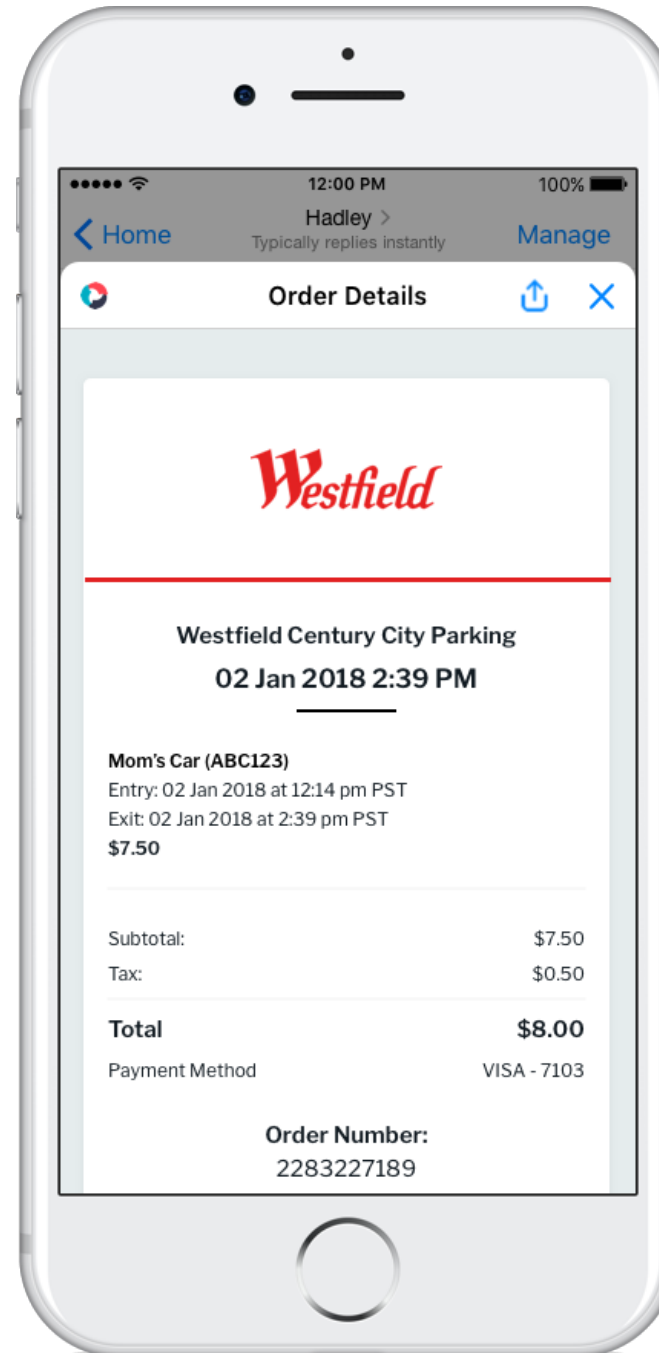 12:00 PM
100%
Home
Hadley >
Typically replies instantly
Manage
Order Details
Westfield
Westfield Century City Parking
02 Jan 2018 2:39 PM
Mom's Car (ABC123)
Entry: 02 Jan 2018 at 12:14 pm PST
Exit: 02 Jan 2018 at 2:39 pm PST
$7.50
Subtotal: $7.50
Tax: $0.50
Total $8.00
Payment Method VISA - 7103
Order Number:
2283227189